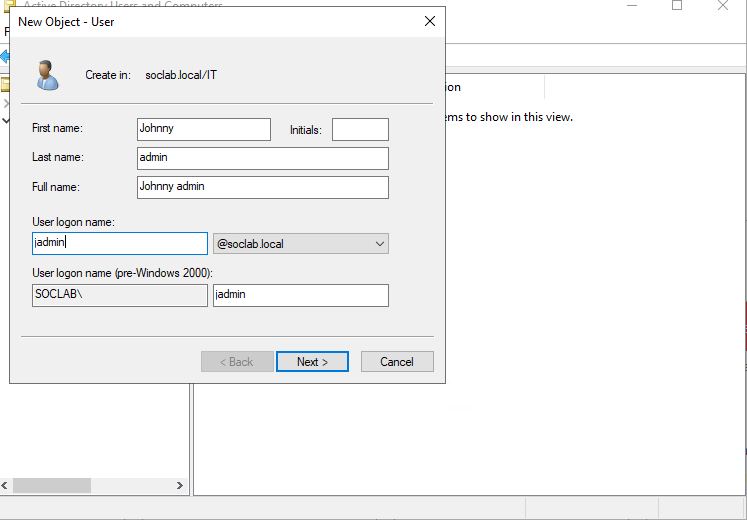 Active Directory Users and Computers
New Object - User
Create in: soclab.local/IT
First name: Johnny Initials:
Last name: admin
Full name: Johnny admin
User logon name:
jadmin @soclab.local
User logon name (pre-Windows 2000):
SOCLAB\ jadmin
< Back Next > Cancel
ion
ems to show in this view.